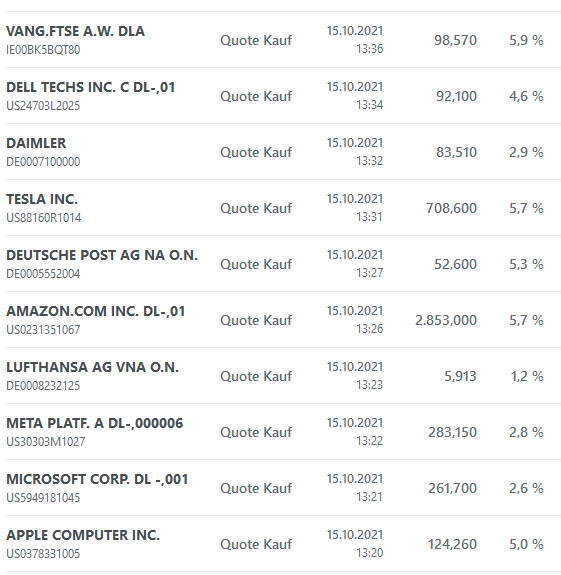 VANG.FTSE A.W. DLA Quote Kauf 15.10.2021 98,570 5,9 %
IE00BK5BQT80 13:36
DELL TECHS INC. C DL-,01 Quote Kauf 15.10.2021 92,100 4,6 %
US24703L2025 13:34
DAIMLER Quote Kauf 15.10.2021 83,510 2,9 %
DE0007100000 13:32
TESLA INC. Quote Kauf 15.10.2021 708,600 5,7 %
US88160R1014 13:31
DEUTSCHE POST AG NA O.N. Quote Kauf 15.10.2021 52,600 5,3 %
DE0005552004 13:27
AMAZON.COM INC. DL-,01 Quote Kauf 15.10.2021 2.853,000 5,7 %
US0231351067 13:26
LUFTHANSA AG VNA O.N. Quote Kauf 15.10.2021 5,913 1,2 %
DE0008232125 13:23
META PLATF. A DL-,000006 Quote Kauf 15.10.2021 283,150 2,8 %
US30303M1027 13:22
MICROSOFT CORP. DL -,001 Quote Kauf 15.10.2021 261,700 2,6 %
US5949181045 13:21
APPLE COMPUTER INC. Quote Kauf 15.10.2021 124,260 5,0 %
US0378331005 13:20